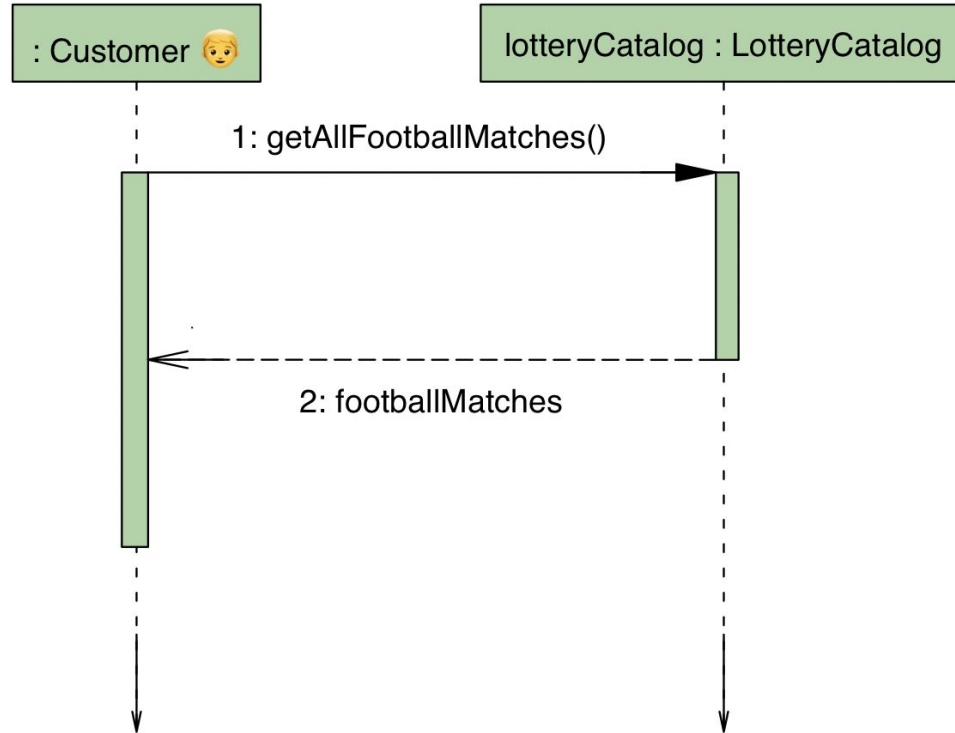 : Customer 👦🏼
lotteryCatalog : LotteryCatalog
1: getAllFootballMatches()
2: footballMatches